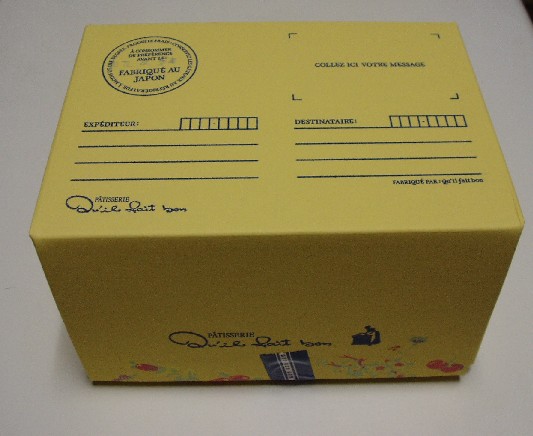 À CONSOMMER
DE PRÉFÉRENCE
AVANT LE:
FABRIQUÉ AU
JAPON
COLLEZ ICI VOTRE MESSAGE
EXPÉDITEUR:
DESTINATAIRE:
FABRIQUÉ PAR: Qu'il fait bon
PÂTISSERIE
Qu'il fait bon
PÂTISSERIE
Qu'il fait bon